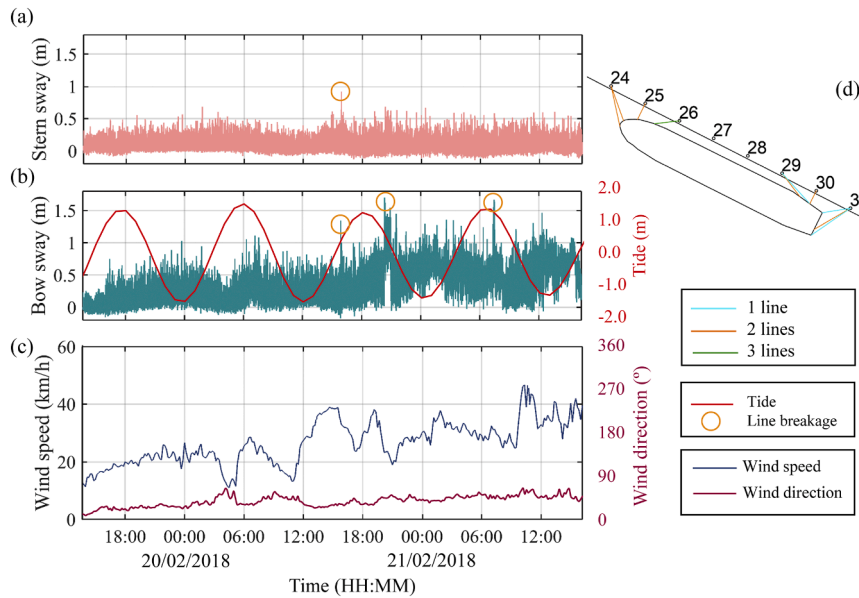 (a)
1.5
1
0.5
0
Stern sway (m)
(b)
1.5
1.0
0.5
0
Bow sway (m)
2.0
1.0
0.0
-1.0
-2.0
Tide (m)
(c)
60
40
20
0
Wind speed (km/h)
360
270
180
90
0
Wind direction (º)
18:00 00:00 06:00 12:00 18:00 00:00 06:00 12:00
20/02/2018 21/02/2018
Time (HH:MM)
(d)
24
25
26
27
28
29
30
3
1 line
2 lines
3 lines
Tide
Line breakage
Wind speed
Wind direction